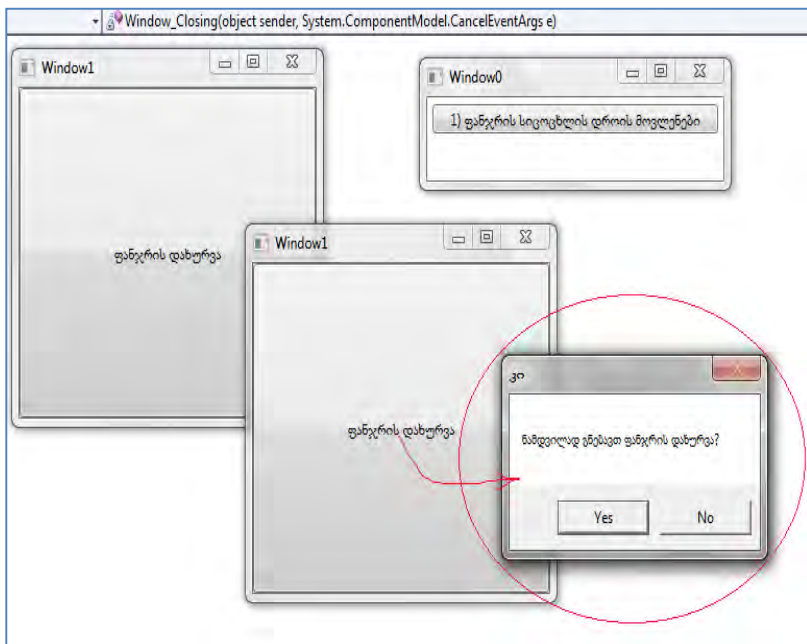 Window_Closing(object sender, System.ComponentModel.CancelEventArgs e)
Window1
Window0
1) ფანჯრის სიცოცხლის დროის მოვლენები
ფანჯრის დახურვა
Window1
ფანჯრის დახურვა
კი
ნამდვილად გნებავთ ფანჯრის დახურვა?
Yes
No